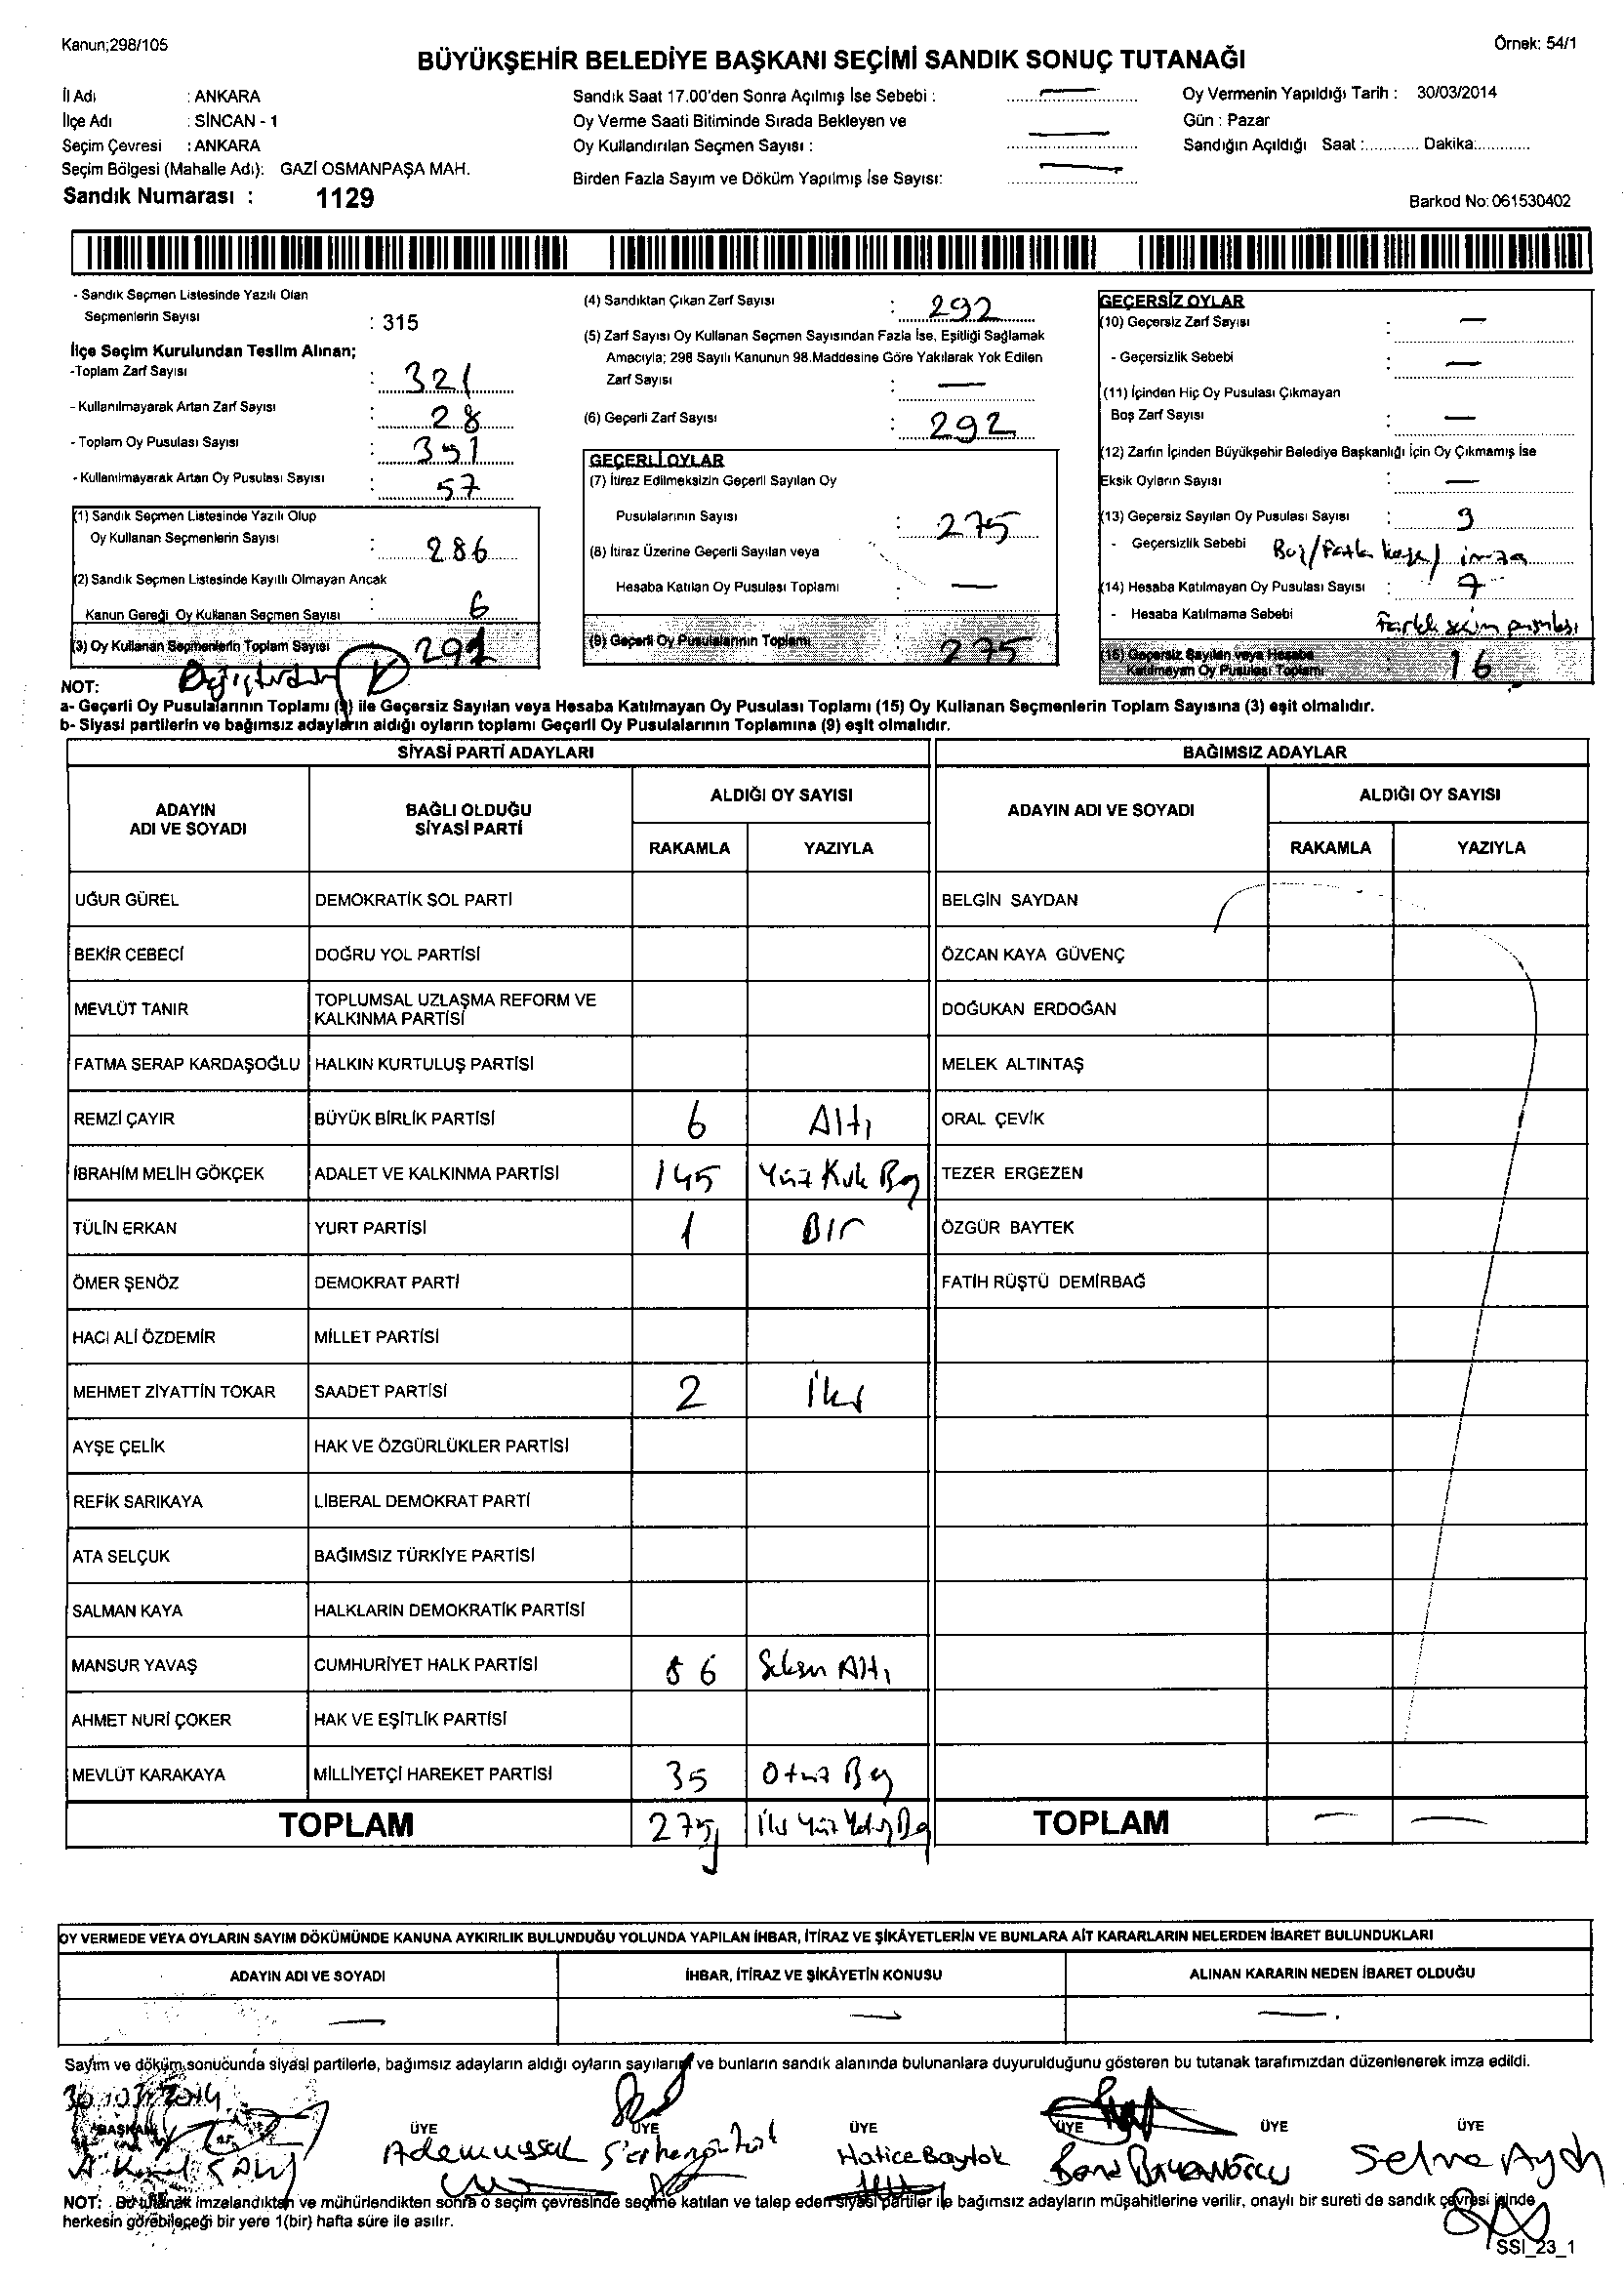 Kanun;298/105
Örnek: 54/1
BÜYÜKŞEHİR BELEDİYE BAŞKANI SEÇİMİ SANDIK SONUÇ TUTANAĞI
İl Adı : ANKARA
İlçe Adı : SİNCAN - 1
Seçim Çevresi : ANKARA
Seçim Bölgesi (Mahalle Adı): GAZİ OSMANPAŞA MAH.
Sandık Numarası : 1129
Sandık Saat 17.00'den Sonra Açılmış İse Sebebi : —
Oy Verme Saati Bitiminde Sırada Bekleyen ve
Oy Kullandırılan Seçmen Sayısı : —
Birden Fazla Sayım ve Döküm Yapılmış İse Sayısı: —
Oy Vermenin Yapıldığı Tarih : 30/03/2014
Gün : Pazar
Sandığın Açıldığı Saat :........... Dakika:...........
Barkod No: 061530402
- Sandık Seçmen Listesinde Yazılı Olan
Seçmenlerin Sayısı : 315
İlçe Seçim Kurulundan Teslim Alınan;
-Toplam Zarf Sayısı : 321
- Kullanılmayarak Artan Zarf Sayısı : 28
- Toplam Oy Pusulası Sayısı : 351
- Kullanılmayarak Artan Oy Pusulası Sayısı : 57
(1) Sandık Seçmen Listesinde Yazılı Olup
Oy Kullanan Seçmenlerin Sayısı : 286
(2) Sandık Seçmen Listesinde Kayıtlı Olmayan Ancak
Kanun Gereği Oy Kullanan Seçmen Sayısı : 6
(3) Oy Kullanan Seçmenlerin Toplam Sayısı 291
(4) Sandıktan Çıkan Zarf Sayısı : 292
(5) Zarf Sayısı Oy Kullanan Seçmen Sayısından Fazla İse, Eşitliği Sağlamak
Amacıyla; 298 Sayılı Kanunun 98.Maddesine Göre Yakılarak Yok Edilen
Zarf Sayısı : —
(6) Geçerli Zarf Sayısı : 292
GEÇERLİ OYLAR
(7) İtiraz Edilmeksizin Geçerli Sayılan Oy
Pusulalarının Sayısı : 275
(8) İtiraz Üzerine Geçerli Sayılan veya
Hesaba Katılan Oy Pusulası Toplamı : —
(9) Geçerli Oy Pusulalarının Toplamı : 275
GEÇERSİZ OYLAR
(10) Geçersiz Zarf Sayısı : —
- Geçersizlik Sebebi : —
(11) İçinden Hiç Oy Pusulası Çıkmayan
Boş Zarf Sayısı : —
(12) Zarfın İçinden Büyükşehir Belediye Başkanlığı İçin Oy Çıkmamış İse
Eksik Oyların Sayısı : —
(13) Geçersiz Sayılan Oy Pusulası Sayısı : 9
- Geçersizlik Sebebi Boş/Fazla kaşe/ imza
(14) Hesaba Katılmayan Oy Pusulası Sayısı : 7
- Hesaba Katılmama Sebebi Farklı seçim pusulası
(15) Geçersiz Sayılan veya Hesaba
Katılmayan Oy Pusulası Toplamı : 16
NOT:
a- Geçerli Oy Pusulalarının Toplamı (9) ile Geçersiz Sayılan veya Hesaba Katılmayan Oy Pusulası Toplamı (15) Oy Kullanan Seçmenlerin Toplam Sayısına (3) eşit olmalıdır.
b- Siyasi partilerin ve bağımsız adayların aldığı oyların toplamı Geçerli Oy Pusulalarının Toplamına (9) eşit olmalıdır.
SİYASİ PARTİ ADAYLARI
ADAYIN ADI VE SOYADI
BAĞLI OLDUĞU SİYASİ PARTİ
ALDIĞI OY SAYISI
RAKAMLA YAZIYLA
UĞUR GÜREL DEMOKRATİK SOL PARTİ
BEKİR CEBECİ DOĞRU YOL PARTİSİ
MEVLÜT TANIR TOPLUMSAL UZLAŞMA REFORM VE
KALKINMA PARTİSİ
FATMA SERAP KARDAŞOĞLU HALKIN KURTULUŞ PARTİSİ
REMZİ ÇAYIR BÜYÜK BİRLİK PARTİSİ 6 Altı
İBRAHİM MELİH GÖKÇEK ADALET VE KALKINMA PARTİSİ 145 Yüz Kırk Beş
TÜLİN ERKAN YURT PARTİSİ 1 BİR
ÖMER ŞENÖZ DEMOKRAT PARTİ
HACI ALİ ÖZDEMİR MİLLET PARTİSİ
MEHMET ZİYATTİN TOKAR SAADET PARTİSİ 2 İki
AYŞE ÇELİK HAK VE ÖZGÜRLÜKLER PARTİSİ
REFİK SARIKAYA LİBERAL DEMOKRAT PARTİ
ATA SELÇUK BAĞIMSIZ TÜRKİYE PARTİSİ
SALMAN KAYA HALKLARIN DEMOKRATİK PARTİSİ
MANSUR YAVAŞ CUMHURİYET HALK PARTİSİ 86 Seksen Altı
AHMET NURİ ÇOKER HAK VE EŞİTLİK PARTİSİ
MEVLÜT KARAKAYA MİLLİYETÇİ HAREKET PARTİSİ 35 Otuz Beş
TOPLAM 275 İki Yüz Yetmiş Beş
BAĞIMSIZ ADAYLAR
ADAYIN ADI VE SOYADI
ALDIĞI OY SAYISI
RAKAMLA YAZIYLA
BELGİN SAYDAN
ÖZCAN KAYA GÜVENÇ
DOĞUKAN ERDOĞAN
MELEK ALTINTAŞ
ORAL ÇEVİK
TEZER ERGEZEN
ÖZGÜR BAYTEK
FATİH RÜŞTÜ DEMİRBAĞ
TOPLAM — —
OY VERMEDE VEYA OYLARIN SAYIM DÖKÜMÜNDE KANUNA AYKIRILIK BULUNDUĞU YOLUNDA YAPILAN İHBAR, İTİRAZ VE ŞİKÂYETLERİN VE BUNLARA AİT KARARLARIN NELERDEN İBARET BULUNDUKLARI
ADAYIN ADI VE SOYADI İHBAR, İTİRAZ VE ŞİKÂYETİN KONUSU ALINAN KARARIN NEDEN İBARET OLDUĞU
— — —
Sayım ve döküm sonucunda siyasi partilerle, bağımsız adayların aldığı oyların sayılarını ve bunların sandık alanında bulunanlara duyurulduğunu gösteren bu tutanak tarafımızdan düzenlenerek imza edildi.
30.03.2014
BAŞKAN ÜYE ÜYE ÜYE ÜYE ÜYE ÜYE
Hatice Baytok
NOT: Bu tutanak imzalandıktan ve mühürlendikten sonra o seçim çevresinde seçime katılan ve talep eden siyasi partiler ile bağımsız adayların müşahitlerine verilir, onaylı bir sureti de sandık çevresi içinde
herkesin görebileceği bir yere 1(bir) hafta süre ile asılır.
SSI_23_1